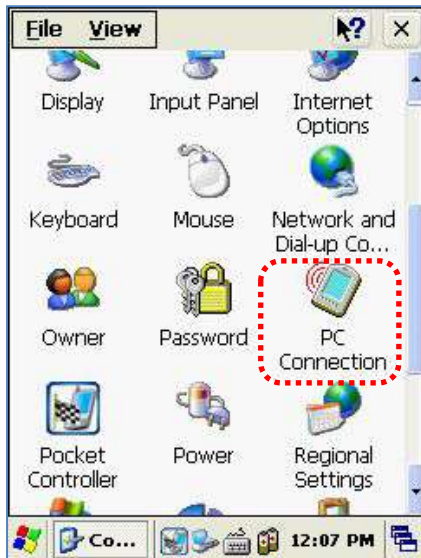 File View ?
Display Input Panel Internet
Options
Keyboard Mouse Network and
Dial-up Co...
Owner Password PC
Connection
Pocket Power Regional
Controller Settings
Co... 12:07 PM